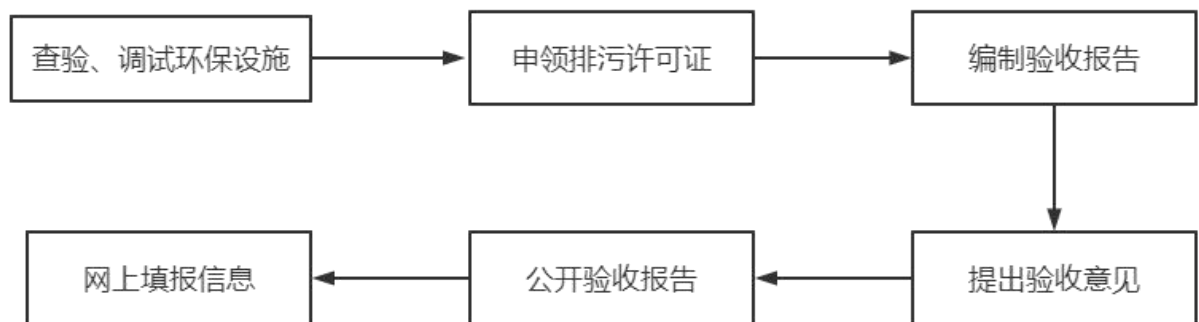 查验、调试环保设施
申领排污许可证
编制验收报告
提出验收意见
公开验收报告
网上填报信息